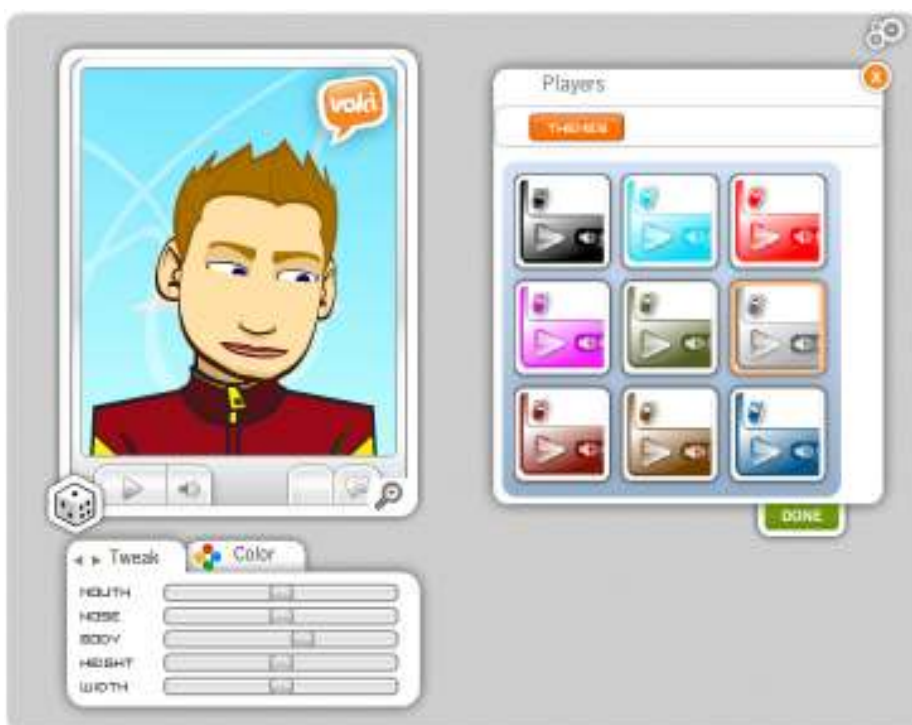 voki
Players
THEMES
X
DONE
Tweak
Color
MOUTH
NOSE
BODY
HEIGHT
WIDTH